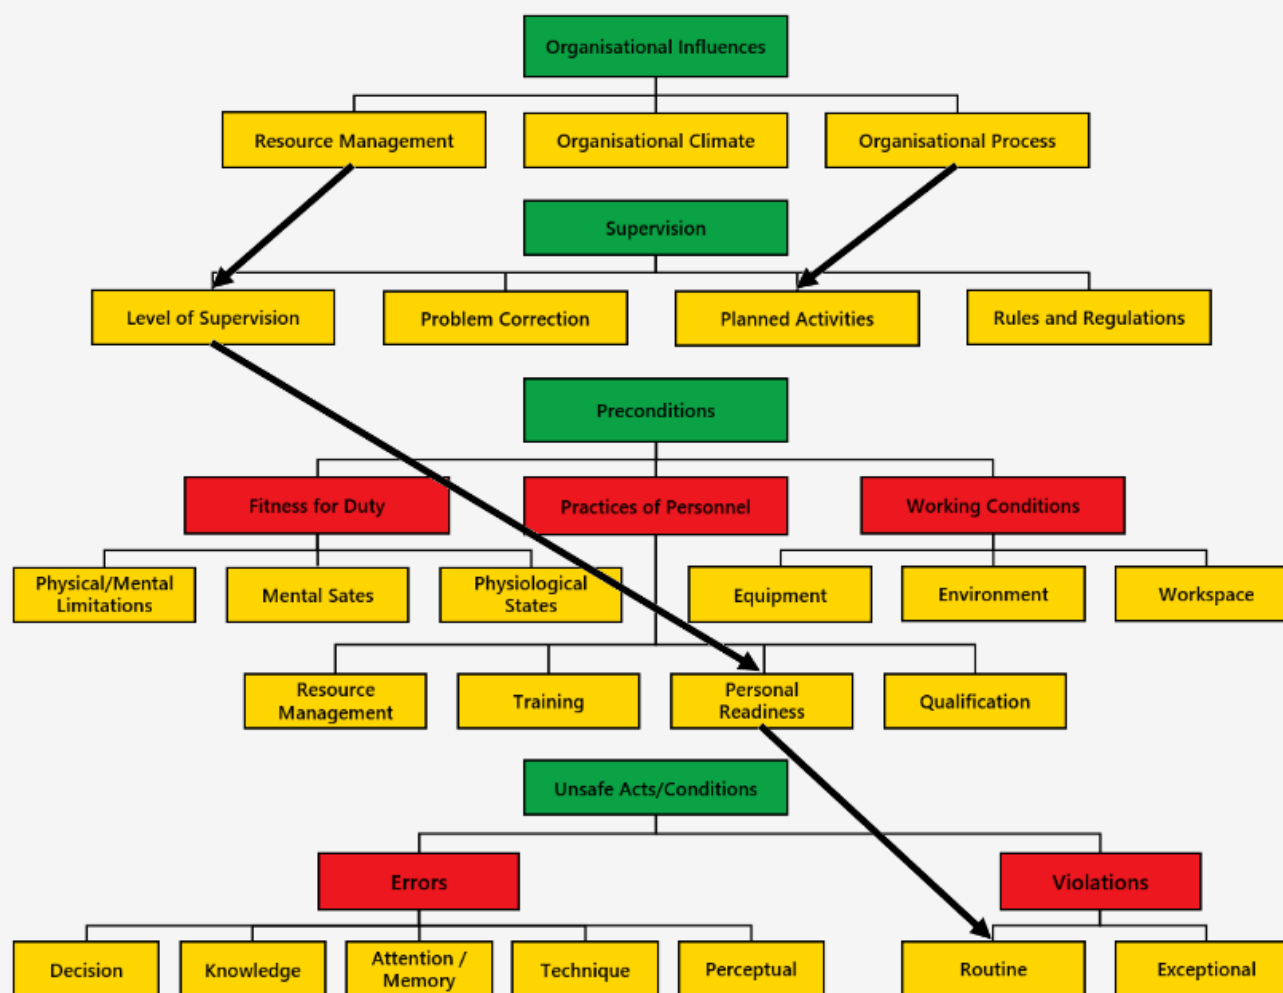 Organisational Influences
Resource Management
Organisational Climate
Organisational Process
Supervision
Level of Supervision
Problem Correction
Planned Activities
Rules and Regulations
Preconditions
Fitness for Duty
Practices of Personnel
Working Conditions
Physical/Mental
Limitations
Mental Sates
Physiological
States
Equipment
Environment
Workspace
Resource
Management
Training
Personal
Readiness
Qualification
Unsafe Acts/Conditions
Errors
Violations
Decision
Knowledge
Attention /
Memory
Technique
Perceptual
Routine
Exceptional